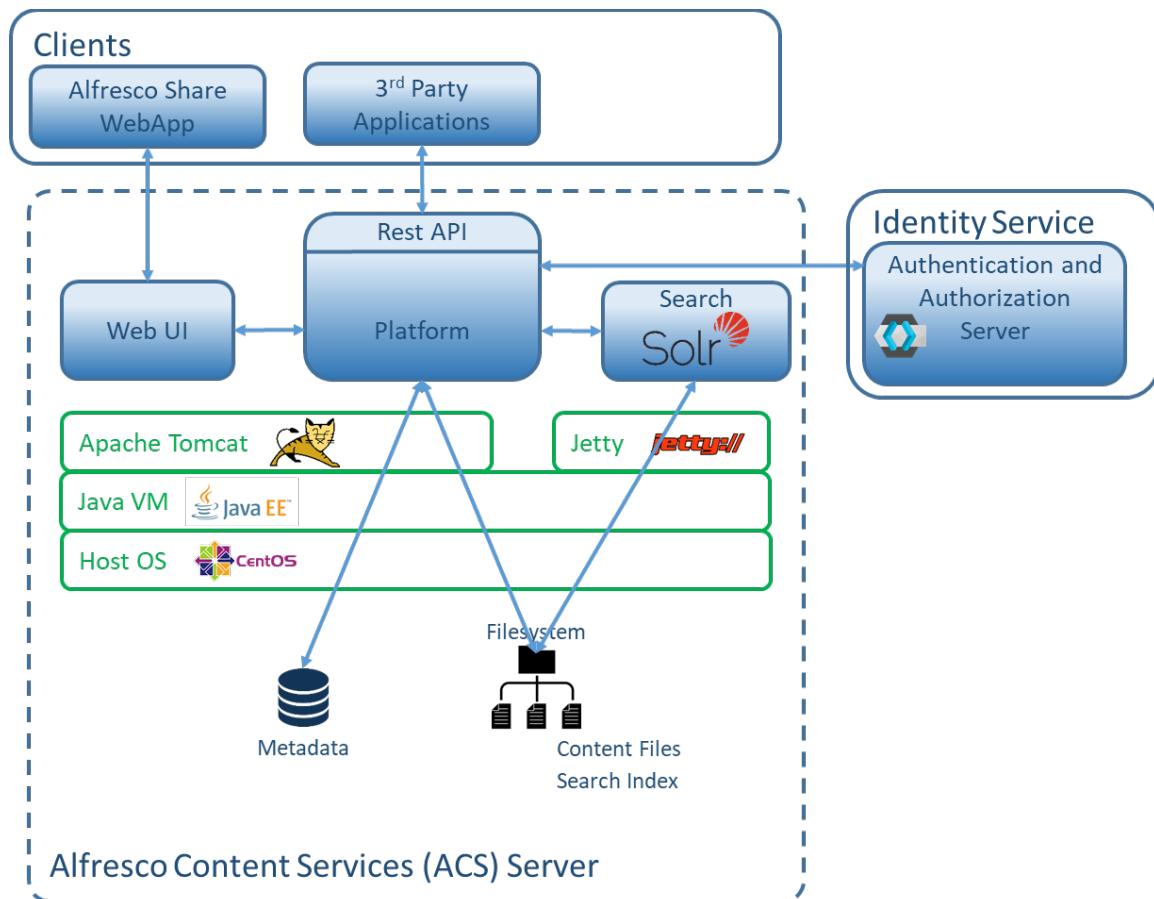 Clients
Alfresco Share
WebApp
3rd Party
Applications
Rest API
Platform
Web UI
Search
Solr
Identity Service
Authentication and
Authorization
Server
Apache Tomcat
Jetty
jetty://
Java VM
Java EE™
Host OS
CentOS
Filesystem
Metadata
Content Files
Search Index
Alfresco Content Services (ACS) Server